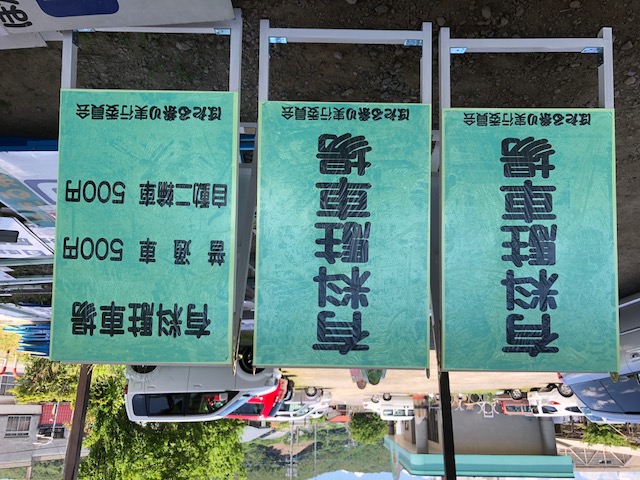 有料駐車場
ほたる祭り実行委員会
有料駐車場
ほたる祭り実行委員会
有料駐車場
普通車 500円
自動二輪車 500円
ほたる祭り実行委員会